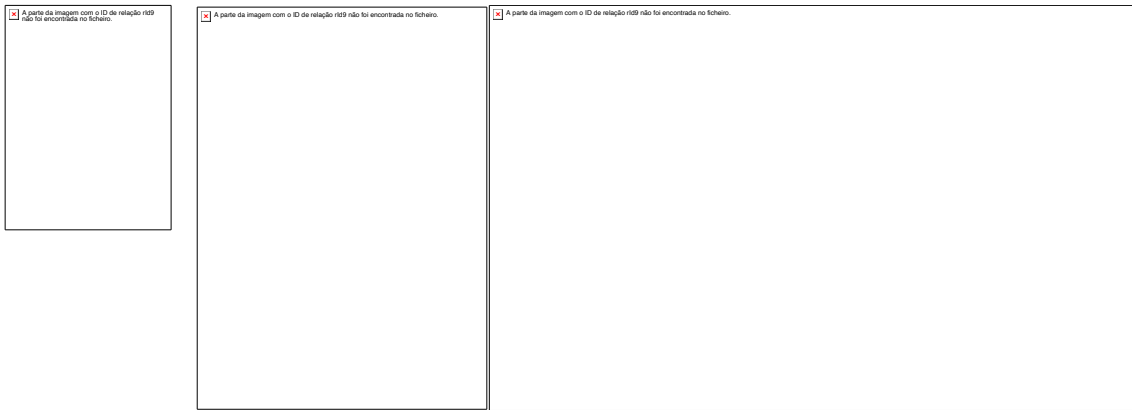 A parte da imagem com o ID de relação rId9
não foi encontrada no ficheiro.
A parte da imagem com o ID de relação rId9 não foi encontrada no ficheiro.
A parte da imagem com o ID de relação rId9 não foi encontrada no ficheiro.